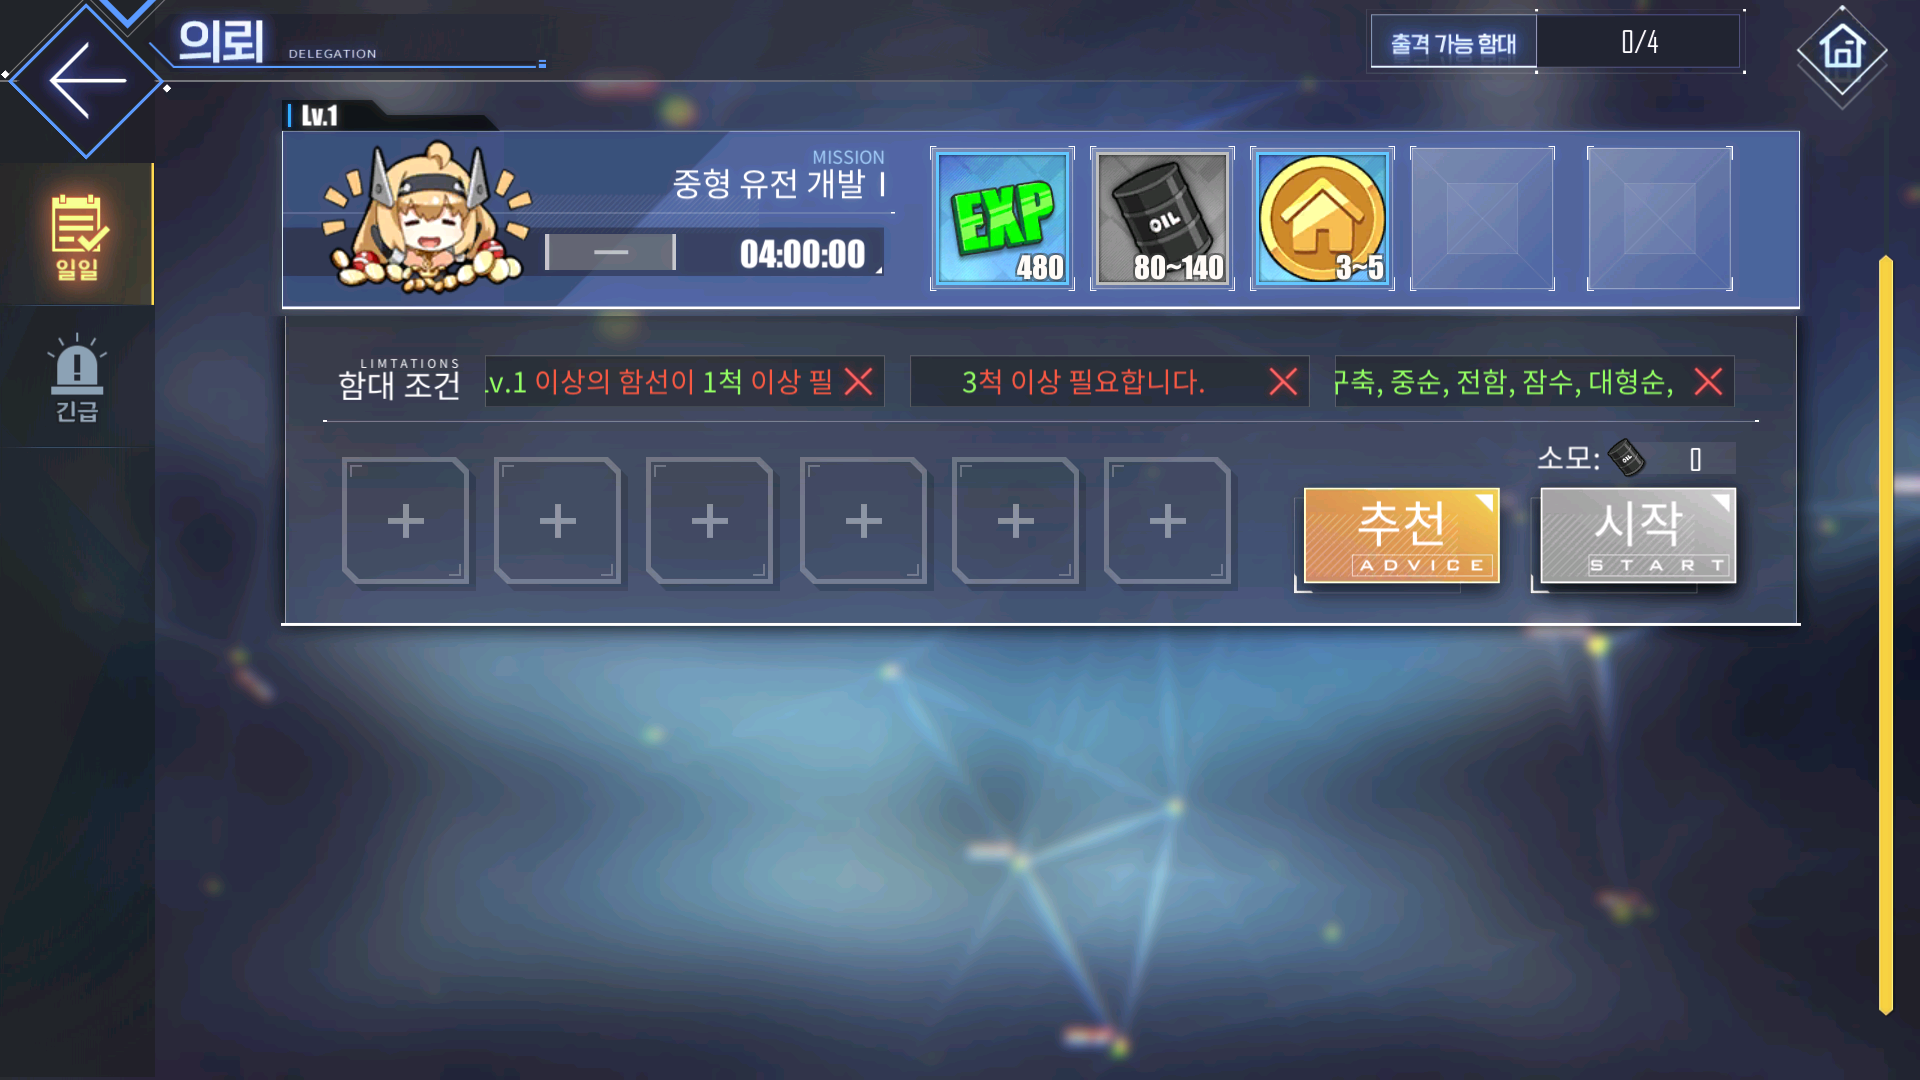 의뢰
DELEGATION
출격 가능 함대
0/4
Lv.1
MISSION
중형 유전 개발 I
04:00:00
EXP
480
OIL
80~140
3~5
일일
긴급
LIMTATIONS
함대 조건
Lv.1 이상의 함선이 1척 이상 필
3척 이상 필요합니다.
구축, 중순, 전함, 잠수, 대형순,
소모:
OIL
0
추천
ADVICE
시작
START